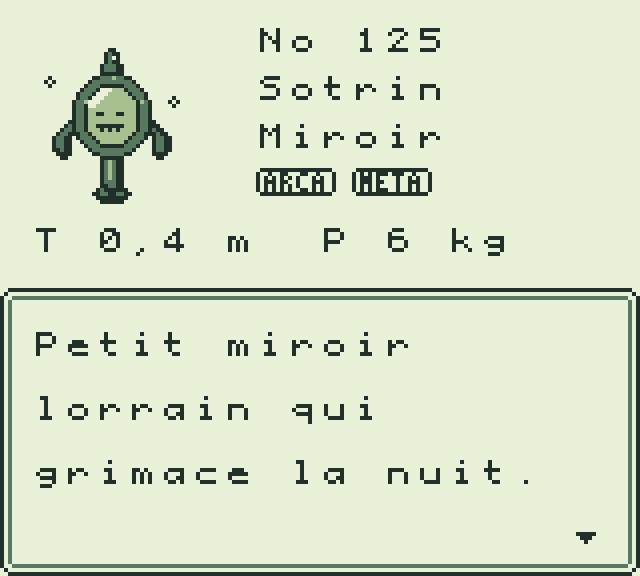 No 125
Sotrin
Miroir
ARCA META
T 0,4 m P 6 kg
Petit miroir
lorrain qui
grimace la nuit.